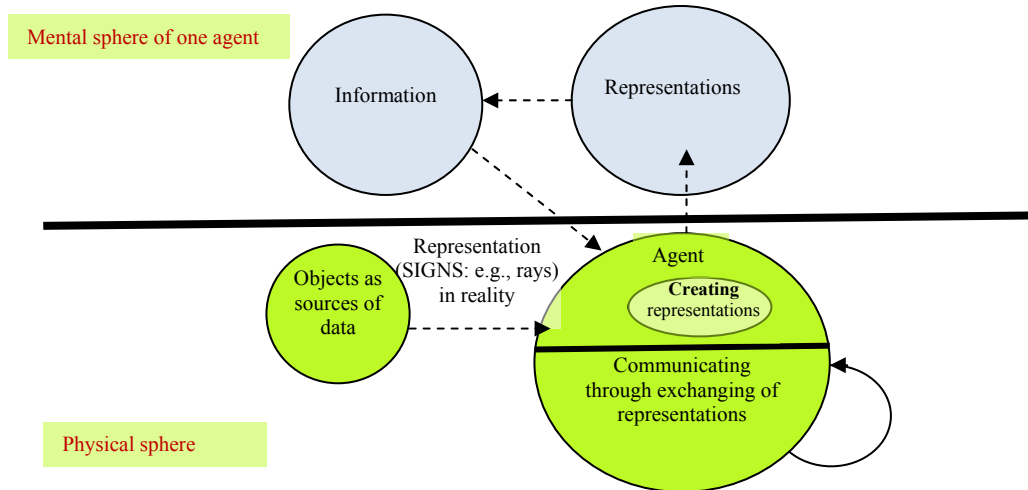 Mental sphere of one agent
Information
Representations
Representation
(SIGNS: e.g., rays)
in reality
Objects as
sources of
data
Agent
Creating
representations
Communicating
through exchanging of
representations
Physical sphere